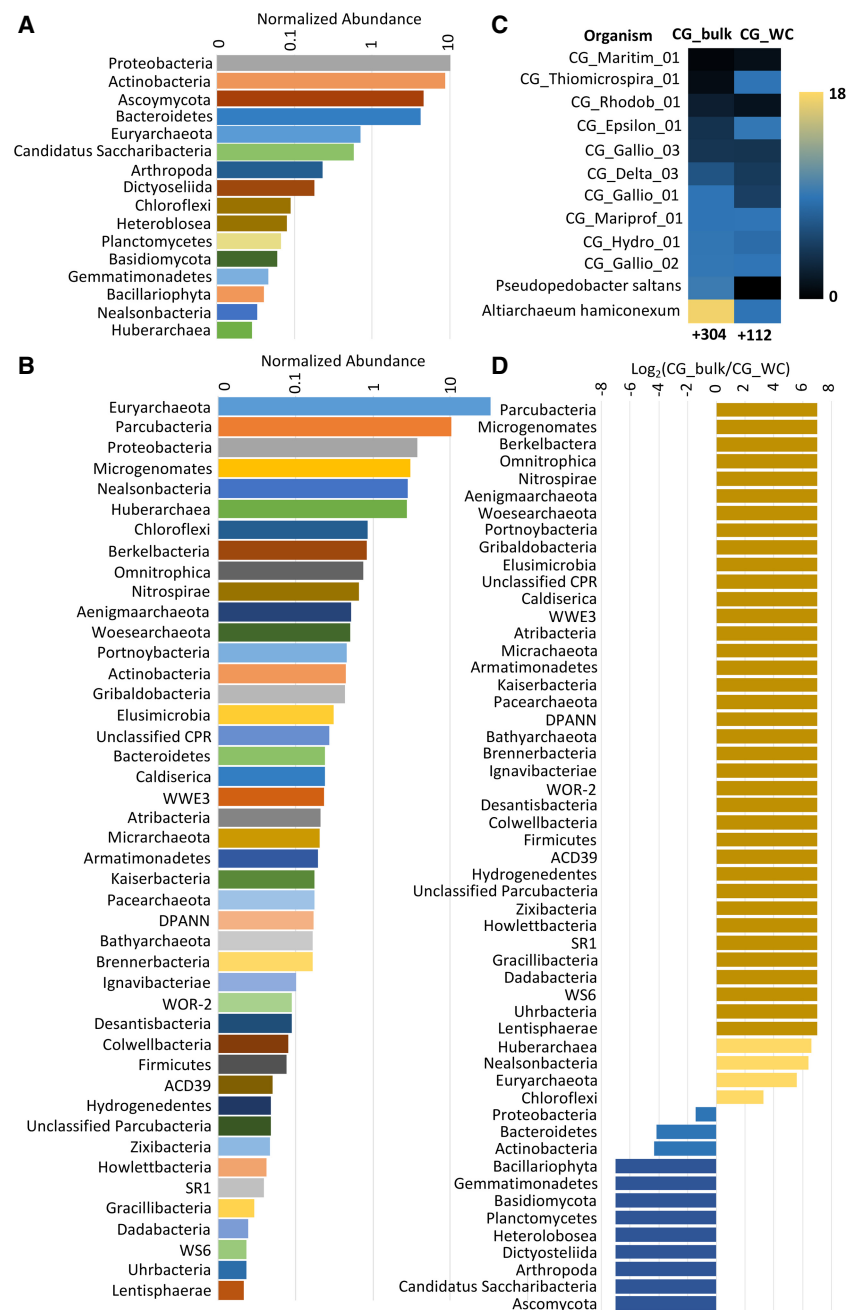 A
Normalized Abundance
0
0.1
1
10
Proteobacteria
Actinobacteria
Ascoymycota
Bacteroidetes
Euryarchaeota
Candidatus Saccharibacteria
Arthropoda
Dictyoseliida
Chloroflexi
Heteroblosea
Planctomycetes
Basidiomycota
Gemmatimonadetes
Bacillariophyta
Nealsonbacteria
Huberarchaea
B
Normalized Abundance
0
0.1
1
10
Euryarchaeota
Parcubacteria
Proteobacteria
Microgenomates
Nealsonbacteria
Huberarchaea
Chloroflexi
Berkelbacteria
Omnitrophica
Nitrospirae
Aenigmaarchaeota
Woesearchaeota
Portnoybacteria
Actinobacteria
Gribaldobacteria
Elusimicrobia
Unclassified CPR
Bacteroidetes
Caldiserica
WWE3
Atribacteria
Micrarchaeota
Armatimonadetes
Kaiserbacteria
Pacearchaeota
DPANN
Bathyarchaeota
Brennerbacteria
Ignavibacteriae
WOR-2
Desantisbacteria
Colwellbacteria
Firmicutes
ACD39
Hydrogenedentes
Unclassified Parcubacteria
Zixibacteria
Howlettbacteria
SR1
Gracillibacteria
Dadabacteria
WS6
Uhrbacteria
Lentisphaerae
C
Organism CG_bulk CG_WC
CG_Maritim_01
CG_Thiomicrospira_01
CG_Rhodob_01
CG_Epsilon_01
CG_Gallio_03
CG_Delta_03
CG_Gallio_01
CG_Mariprof_01
CG_Hydro_01
CG_Gallio_02
Pseudopedobacter saltans
Altiarchaeum hamiconexum
+304 +112
18
0
D
Log2(CG_bulk/CG_WC)
-8 -6 -4 -2 0 2 4 6 8
Parcubacteria
Microgenomates
Berkelbactera
Omnitrophica
Nitrospirae
Aenigmaarchaeota
Woesearchaeota
Portnoybacteria
Gribaldobacteria
Elusimicrobia
Unclassified CPR
Caldiserica
WWE3
Atribacteria
Micrachaeota
Armatimonadetes
Kaiserbacteria
Pacearchaeota
DPANN
Bathyarchaeota
Brennerbacteria
Ignavibacteriae
WOR-2
Desantisbacteria
Colwellbacteria
Firmicutes
ACD39
Hydrogenedentes
Unclassified Parcubacteria
Zixibacteria
Howlettbacteria
SR1
Gracillibacteria
Dadabacteria
WS6
Uhrbacteria
Lentisphaerae
Huberarchaea
Nealsonbacteria
Euryarchaeota
Chloroflexi
Proteobacteria
Bacteroidetes
Actinobacteria
Bacillariophyta
Gemmatimonadetes
Basidiomycota
Planctomycetes
Heterolobosea
Dictyosteliida
Arthropoda
Candidatus Saccharibacteria
Ascomycota